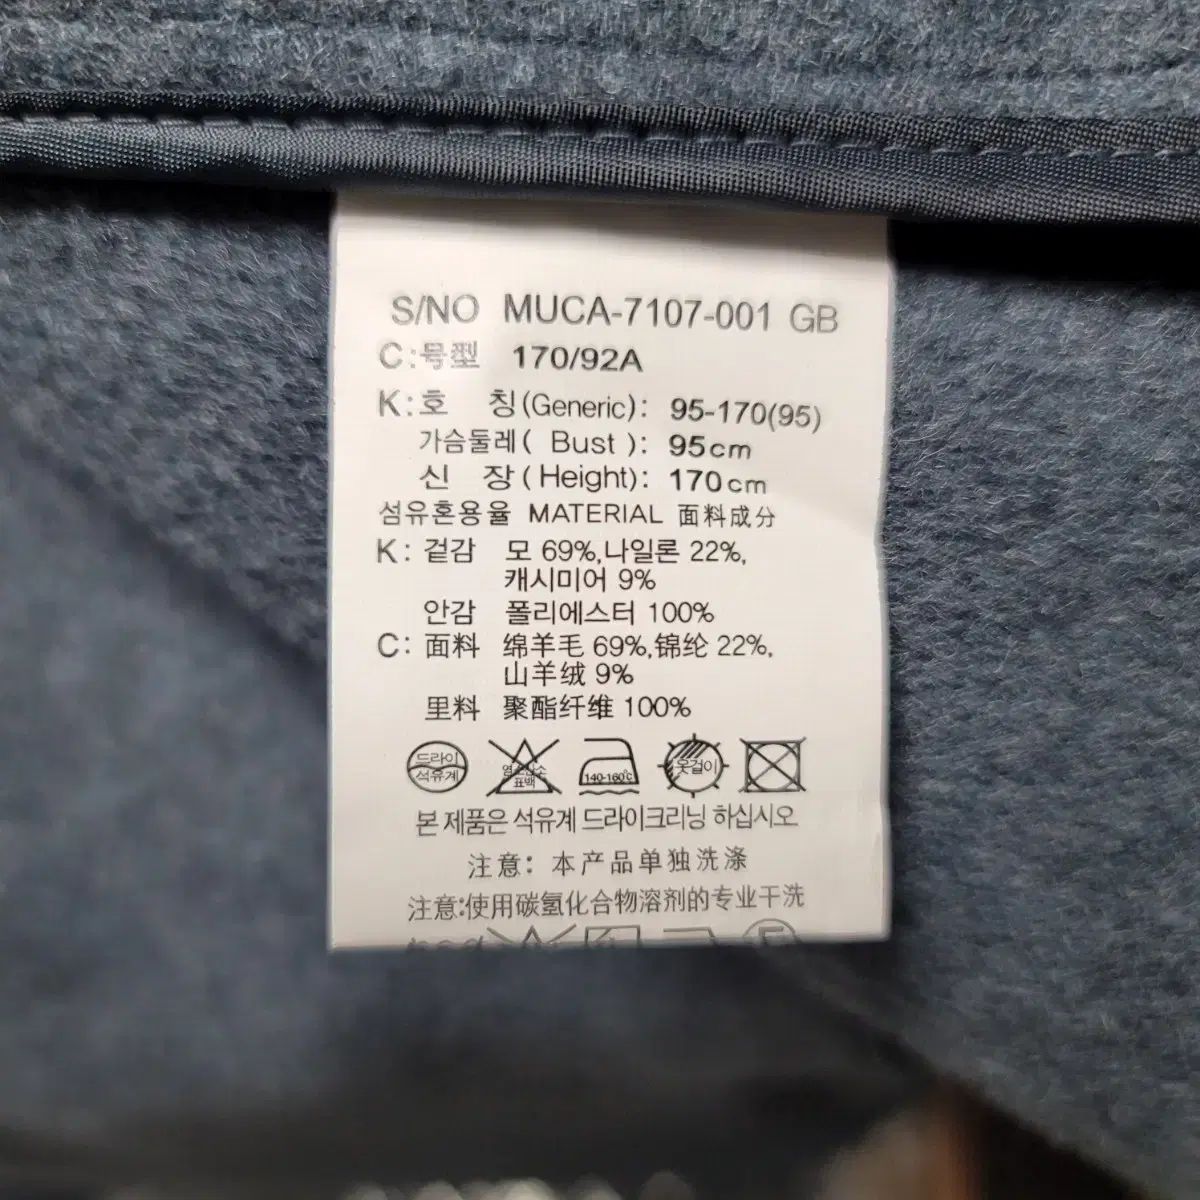 S/NO MUCA-7107-001 GB
C:号型 170/92A
K:호 칭(Generic): 95-170(95)
가슴둘레( Bust ): 95cm
신 장(Height): 170cm
섬유혼용율 MATERIAL 面料成分
K: 겉감 모 69%,나일론 22%,
캐시미어 9%
안감 폴리에스터 100%
C: 面料 绵羊毛 69%,锦纶 22%,
山羊绒 9%
里料 聚酯纤维 100%
드라이 석유계 염소산소 표백 140-160℃ 옷걸이
본 제품은 석유계 드라이크리닝 하십시오
注意: 本产品单独洗涤
注意:使用碳氢化合物溶剂的专业干洗